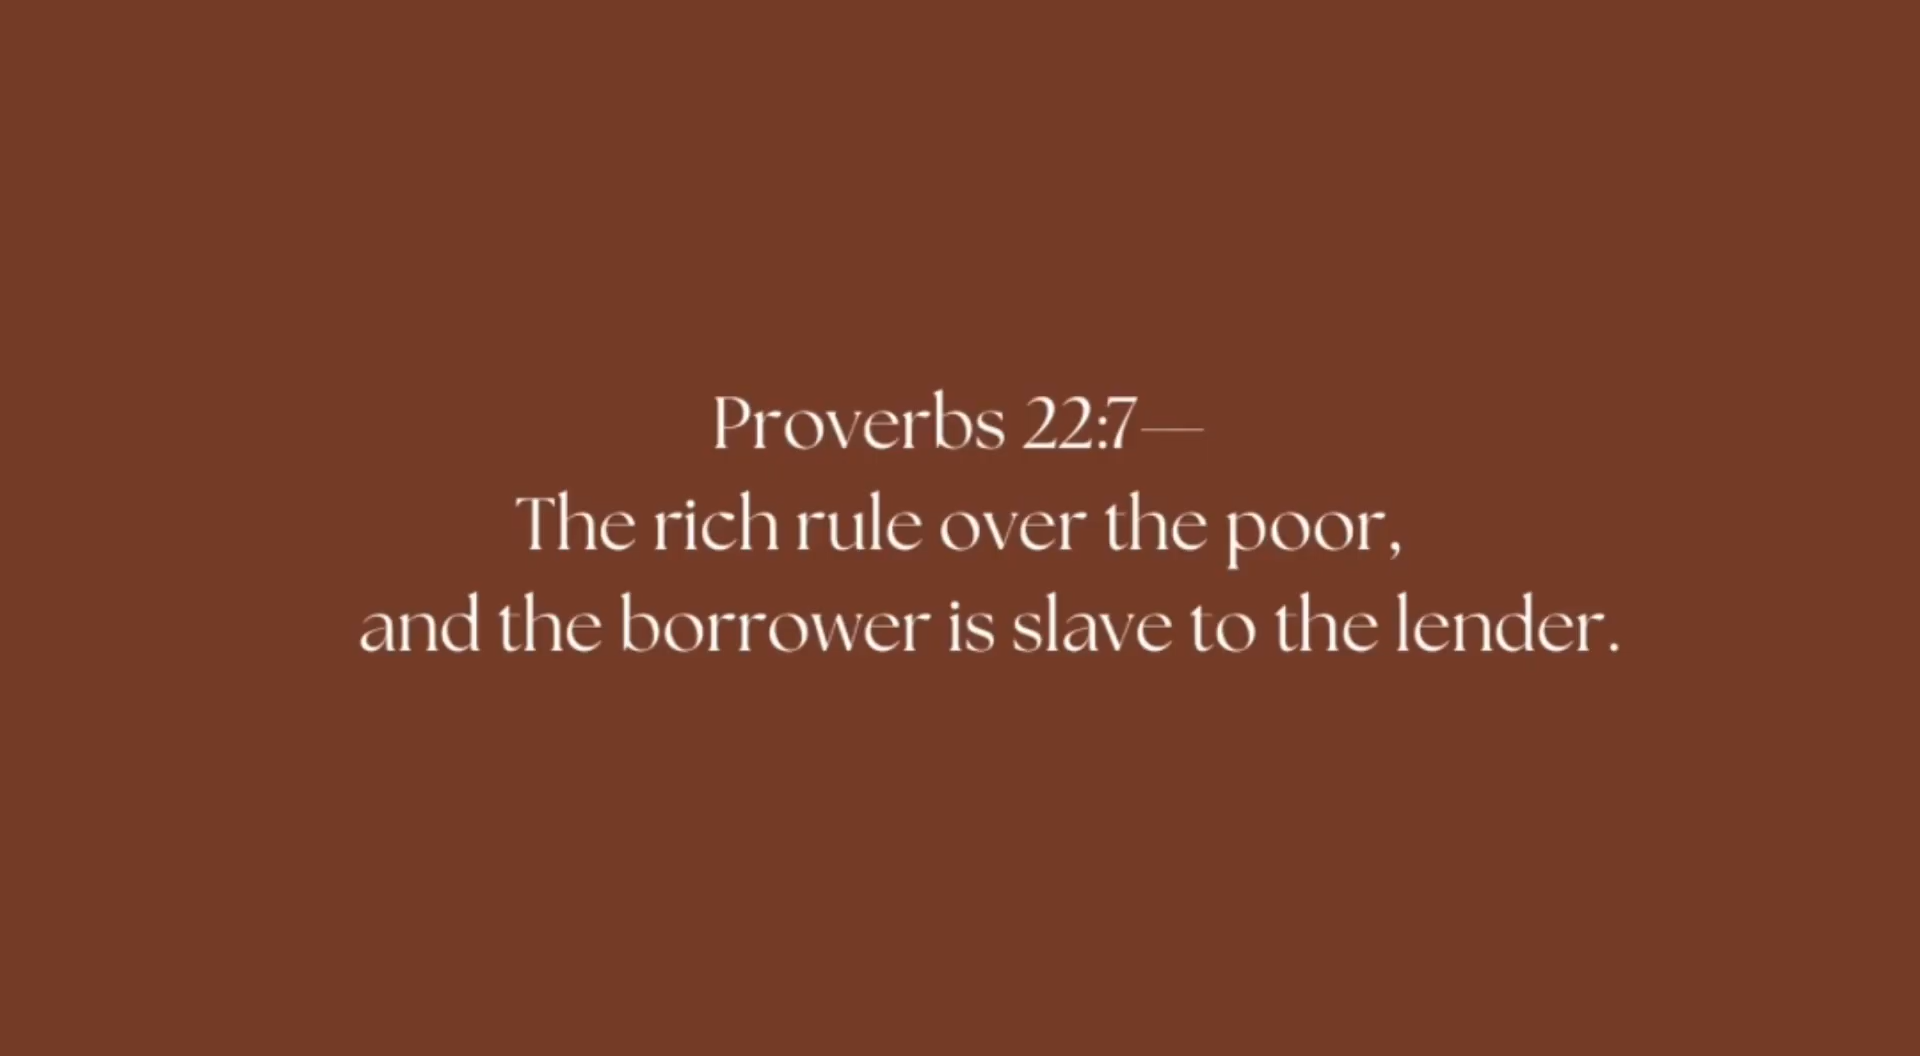 Proverbs 22:7—
The rich rule over the poor,
and the borrower is slave to the lender.